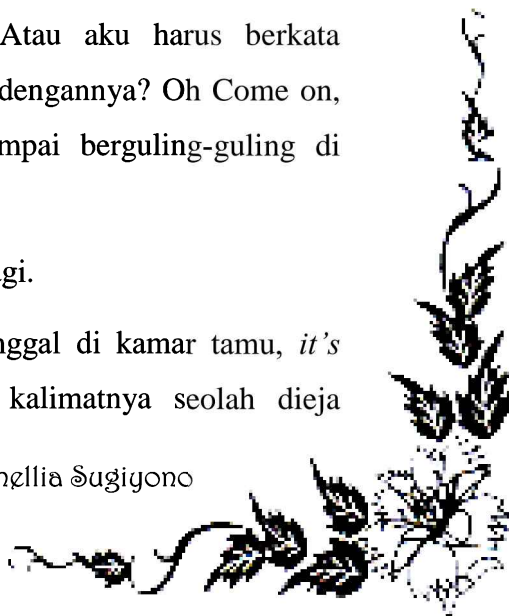 Atau aku harus berkata
dengannya? Oh Come on,
mpai berguling-guling di
gi.
nggal di kamar tamu, it's
kalimatnya seolah dieja
nellia Sugiyono